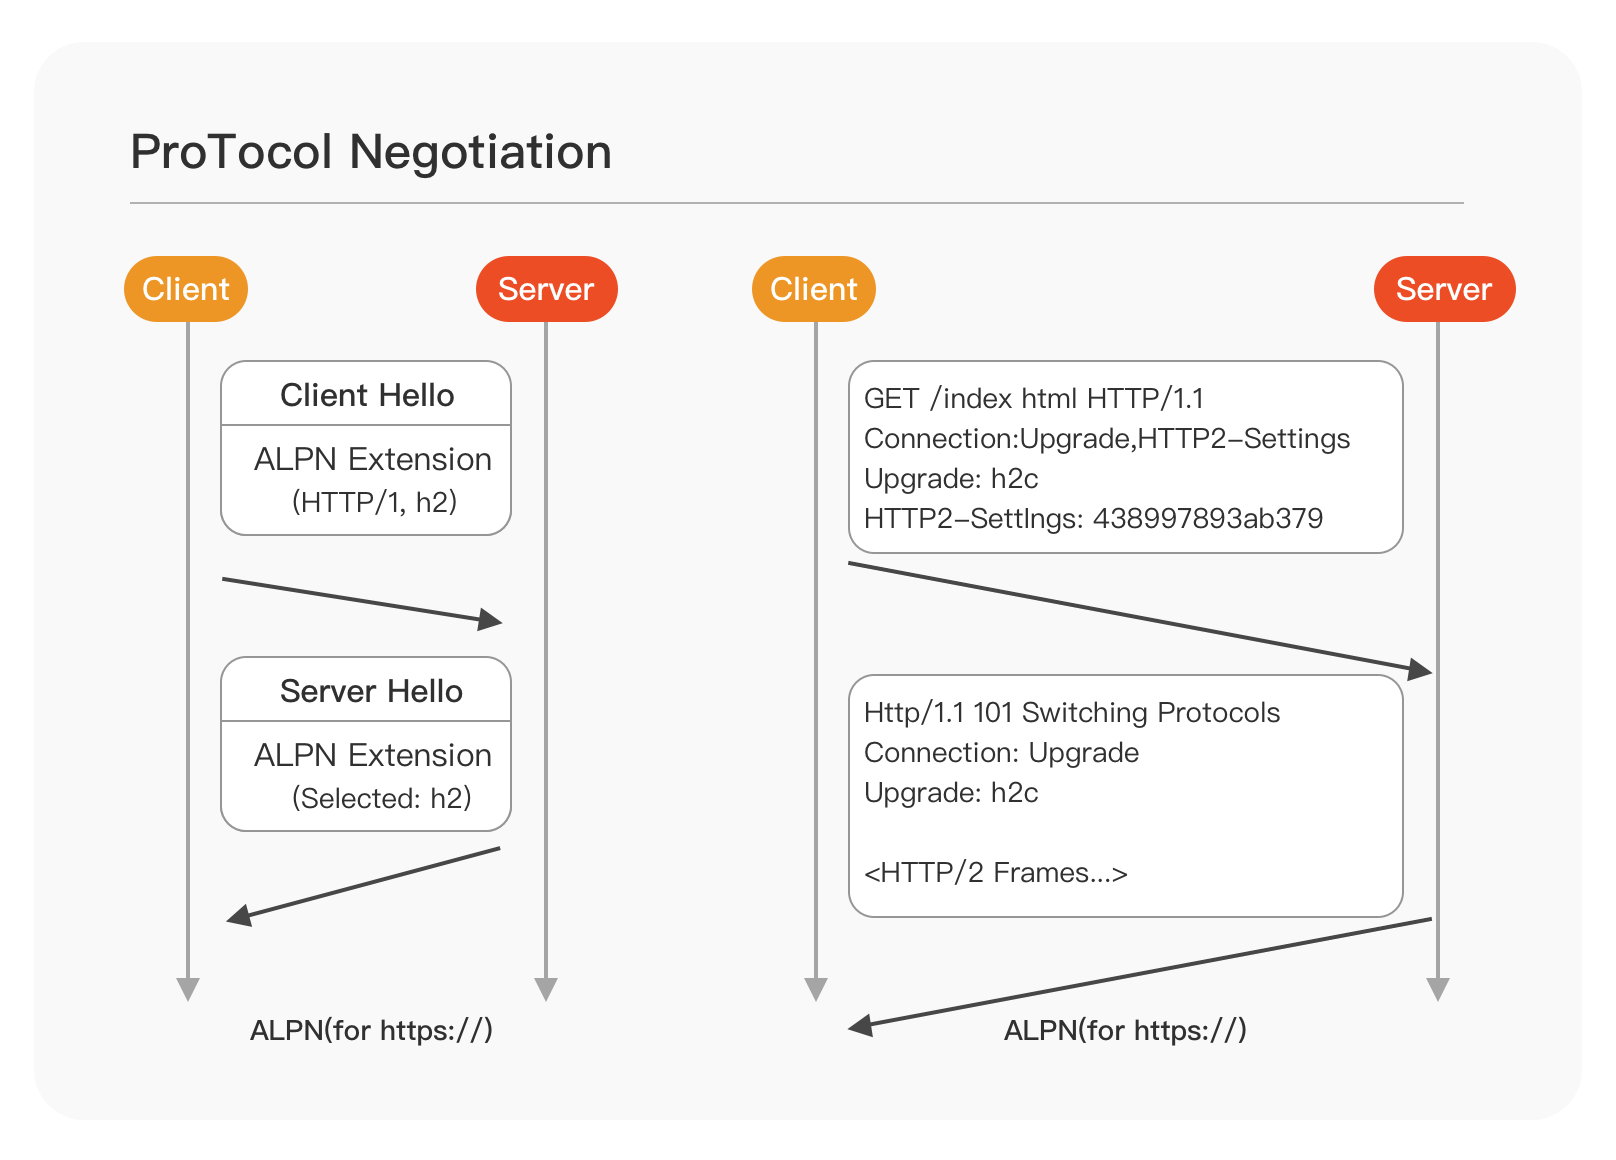 ProTocol Negotiation
Client
Server
Client Hello
ALPN Extension
(HTTP/1, h2)
Server Hello
ALPN Extension
(Selected: h2)
ALPN(for https://)
Client
Server
GET /index html HTTP/1.1
Connection:Upgrade,HTTP2-Settings
Upgrade: h2c
HTTP2-SettIngs: 438997893ab379
Http/1.1 101 Switching Protocols
Connection: Upgrade
Upgrade: h2c
<HTTP/2 Frames...>
ALPN(for https://)